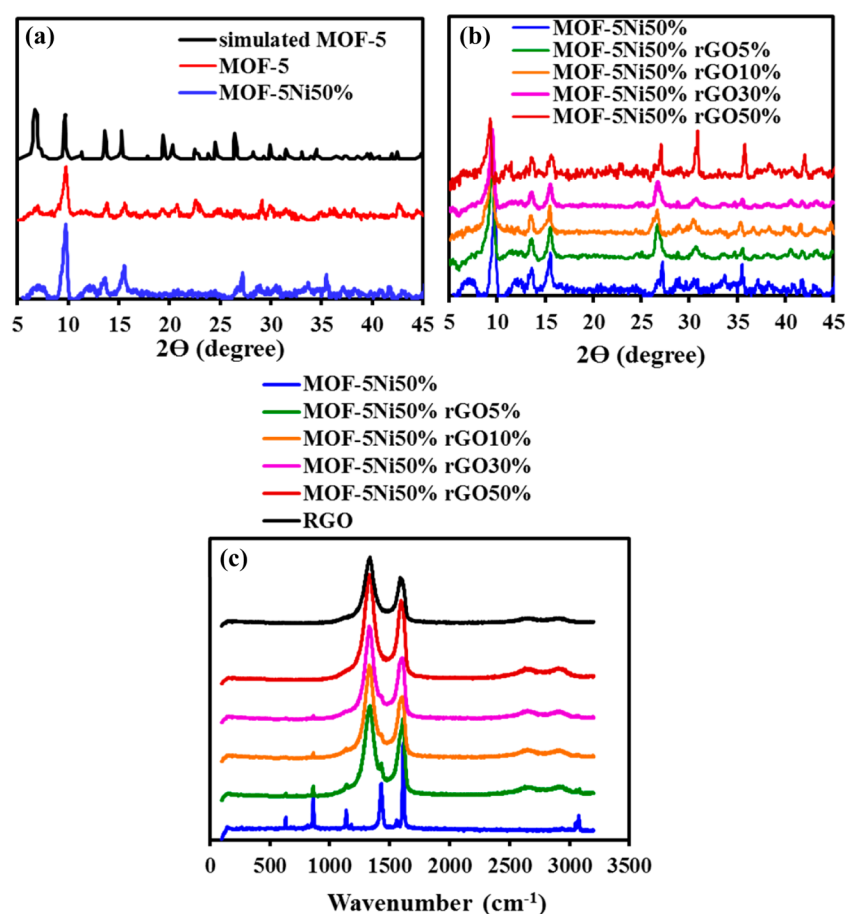 (a)
simulated MOF-5
MOF-5
MOF-5Ni50%
5 10 15 20 25 30 35 40 45
2Ɵ (degree)
(b)
MOF-5Ni50%
MOF-5Ni50% rGO5%
MOF-5Ni50% rGO10%
MOF-5Ni50% rGO30%
MOF-5Ni50% rGO50%
5 10 15 20 25 30 35 40 45
2Ɵ (degree)
MOF-5Ni50%
MOF-5Ni50% rGO5%
MOF-5Ni50% rGO10%
MOF-5Ni50% rGO30%
MOF-5Ni50% rGO50%
RGO
(c)
0 500 1000 1500 2000 2500 3000 3500
Wavenumber (cm⁻¹)